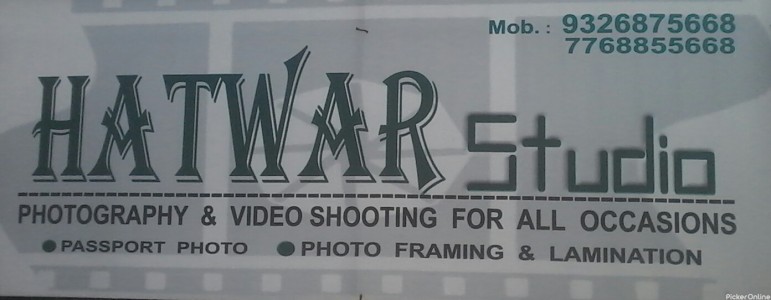 Mob. : 9326875668
7768855668
HATWAR Studio
PHOTOGRAPHY & VIDEO SHOOTING FOR ALL OCCASIONS
● PASSPORT PHOTO ● PHOTO FRAMING & LAMINATION
PickerOnline